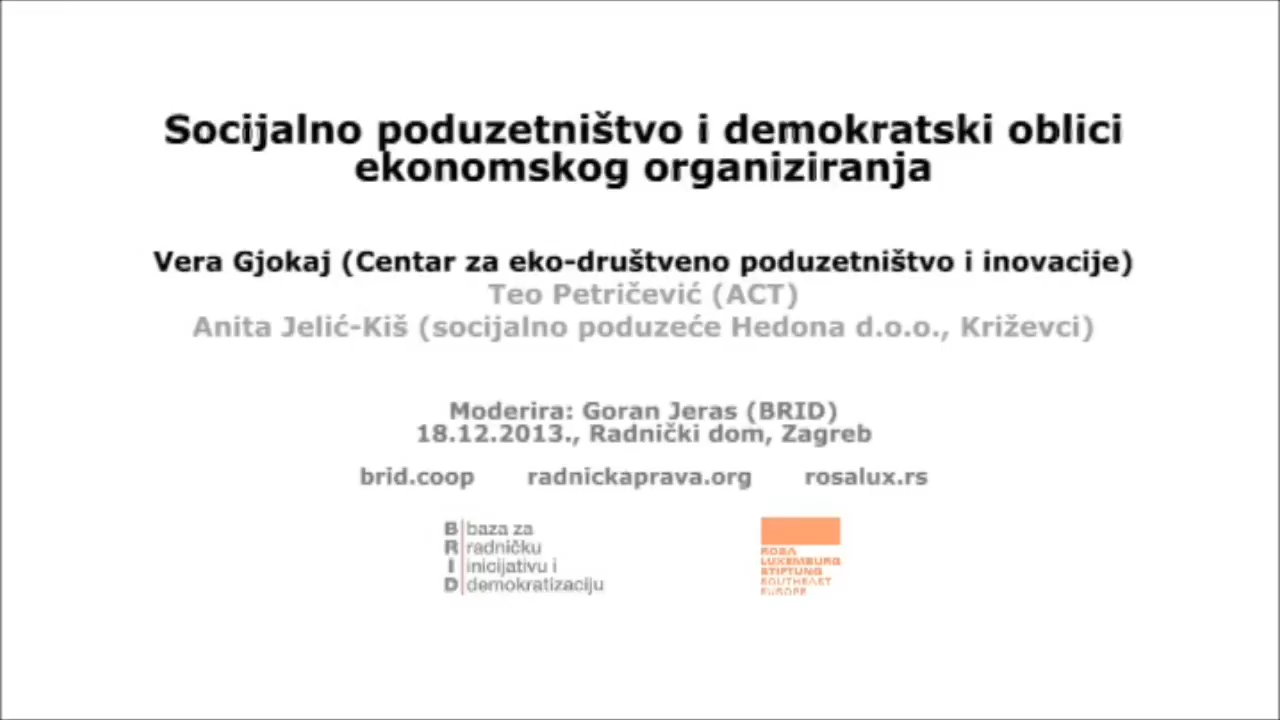 Socijalno poduzetništvo i demokratski oblici
ekonomskog organiziranja
Vera Gjokaj (Centar za eko-društveno poduzetništvo i inovacije)
Teo Petričević (ACT)
Anita Jelić-Kiš (socijalno poduzeće Hedona d.o.o., Križevci)
Moderira: Goran Jeras (BRID)
18.12.2013., Radnički dom, Zagreb
brid.coop radnickaprava.org rosalux.rs
B baza za
R radničku
I inicijativu i
D demokratizaciju
ROSA
LUXEMBURG
STIFTUNG
SOUTHEAST
EUROPE